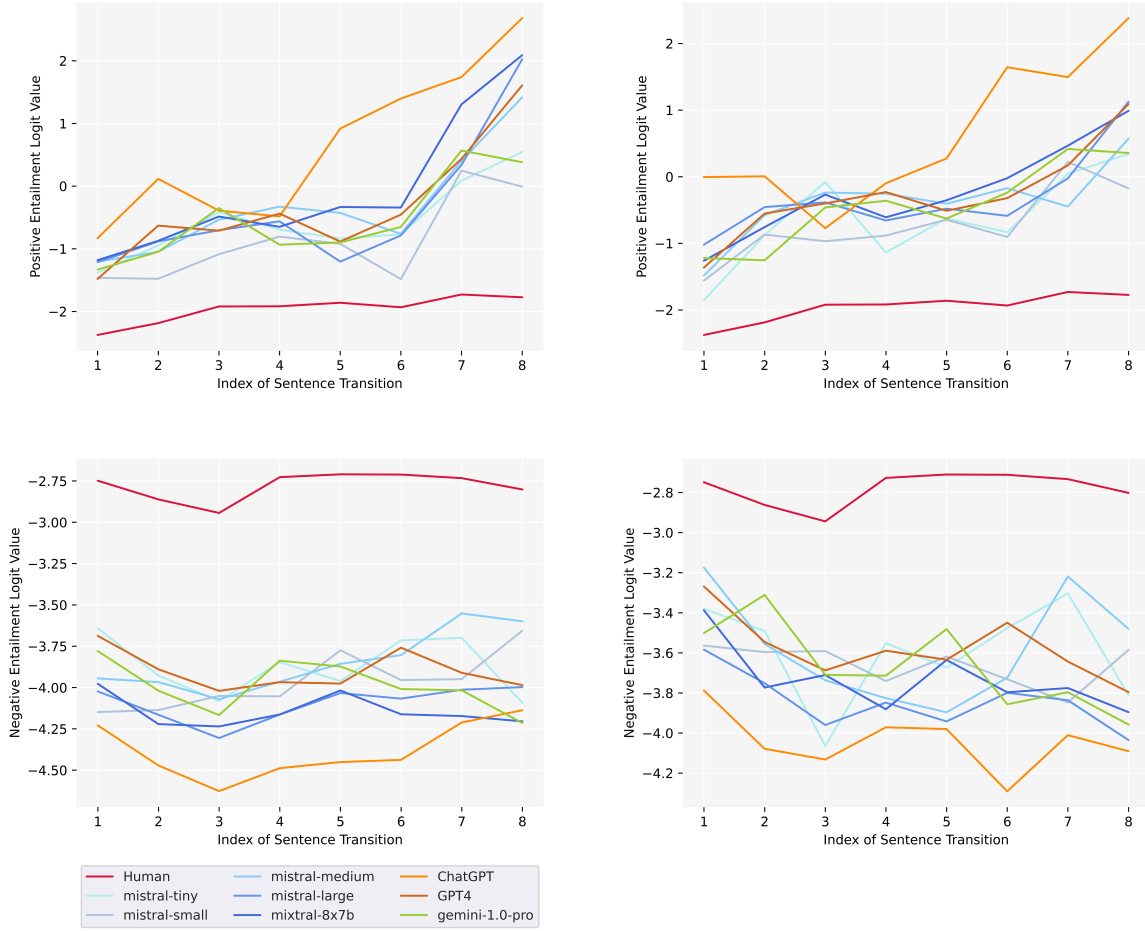 2
1
0
−1
−2
Positive Entailment Logit Value
1 2 3 4 5 6 7 8
Index of Sentence Transition
2
1
0
−1
−2
Positive Entailment Logit Value
1 2 3 4 5 6 7 8
Index of Sentence Transition
−2.75
−3.00
−3.25
−3.50
−3.75
−4.00
−4.25
−4.50
Negative Entailment Logit Value
1 2 3 4 5 6 7 8
Index of Sentence Transition
−2.8
−3.0
−3.2
−3.4
−3.6
−3.8
−4.0
−4.2
Negative Entailment Logit Value
1 2 3 4 5 6 7 8
Index of Sentence Transition
Human
mistral-tiny
mistral-small
mistral-medium
mistral-large
mixtral-8x7b
ChatGPT
GPT4
gemini-1.0-pro